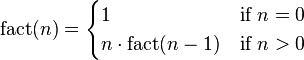 fact(n) = { 1 if n = 0
n · fact(n − 1) if n > 0